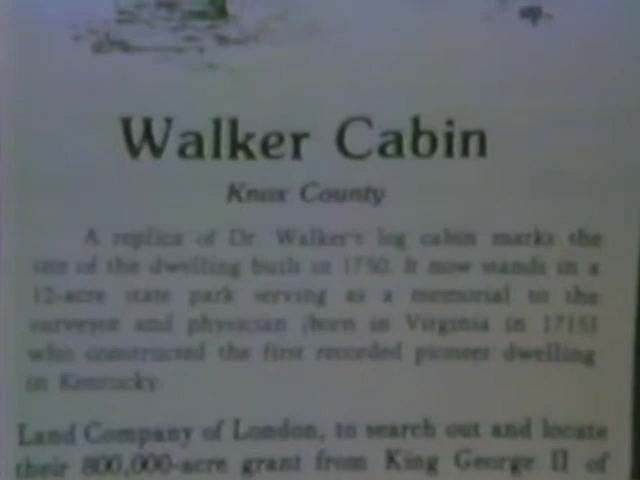 Walker Cabin
Knox County
A replica of Dr. Walker's log cabin marks the
site of the dwelling built in 1750. It now stands in a
12-acre state park serving as a memorial to the
surveyor and physician (born in Virginia in 1715)
who constructed the first recorded pioneer dwelling
in Kentucky.
Land Company of London, to search out and locate
their 800,000-acre grant from King George II of